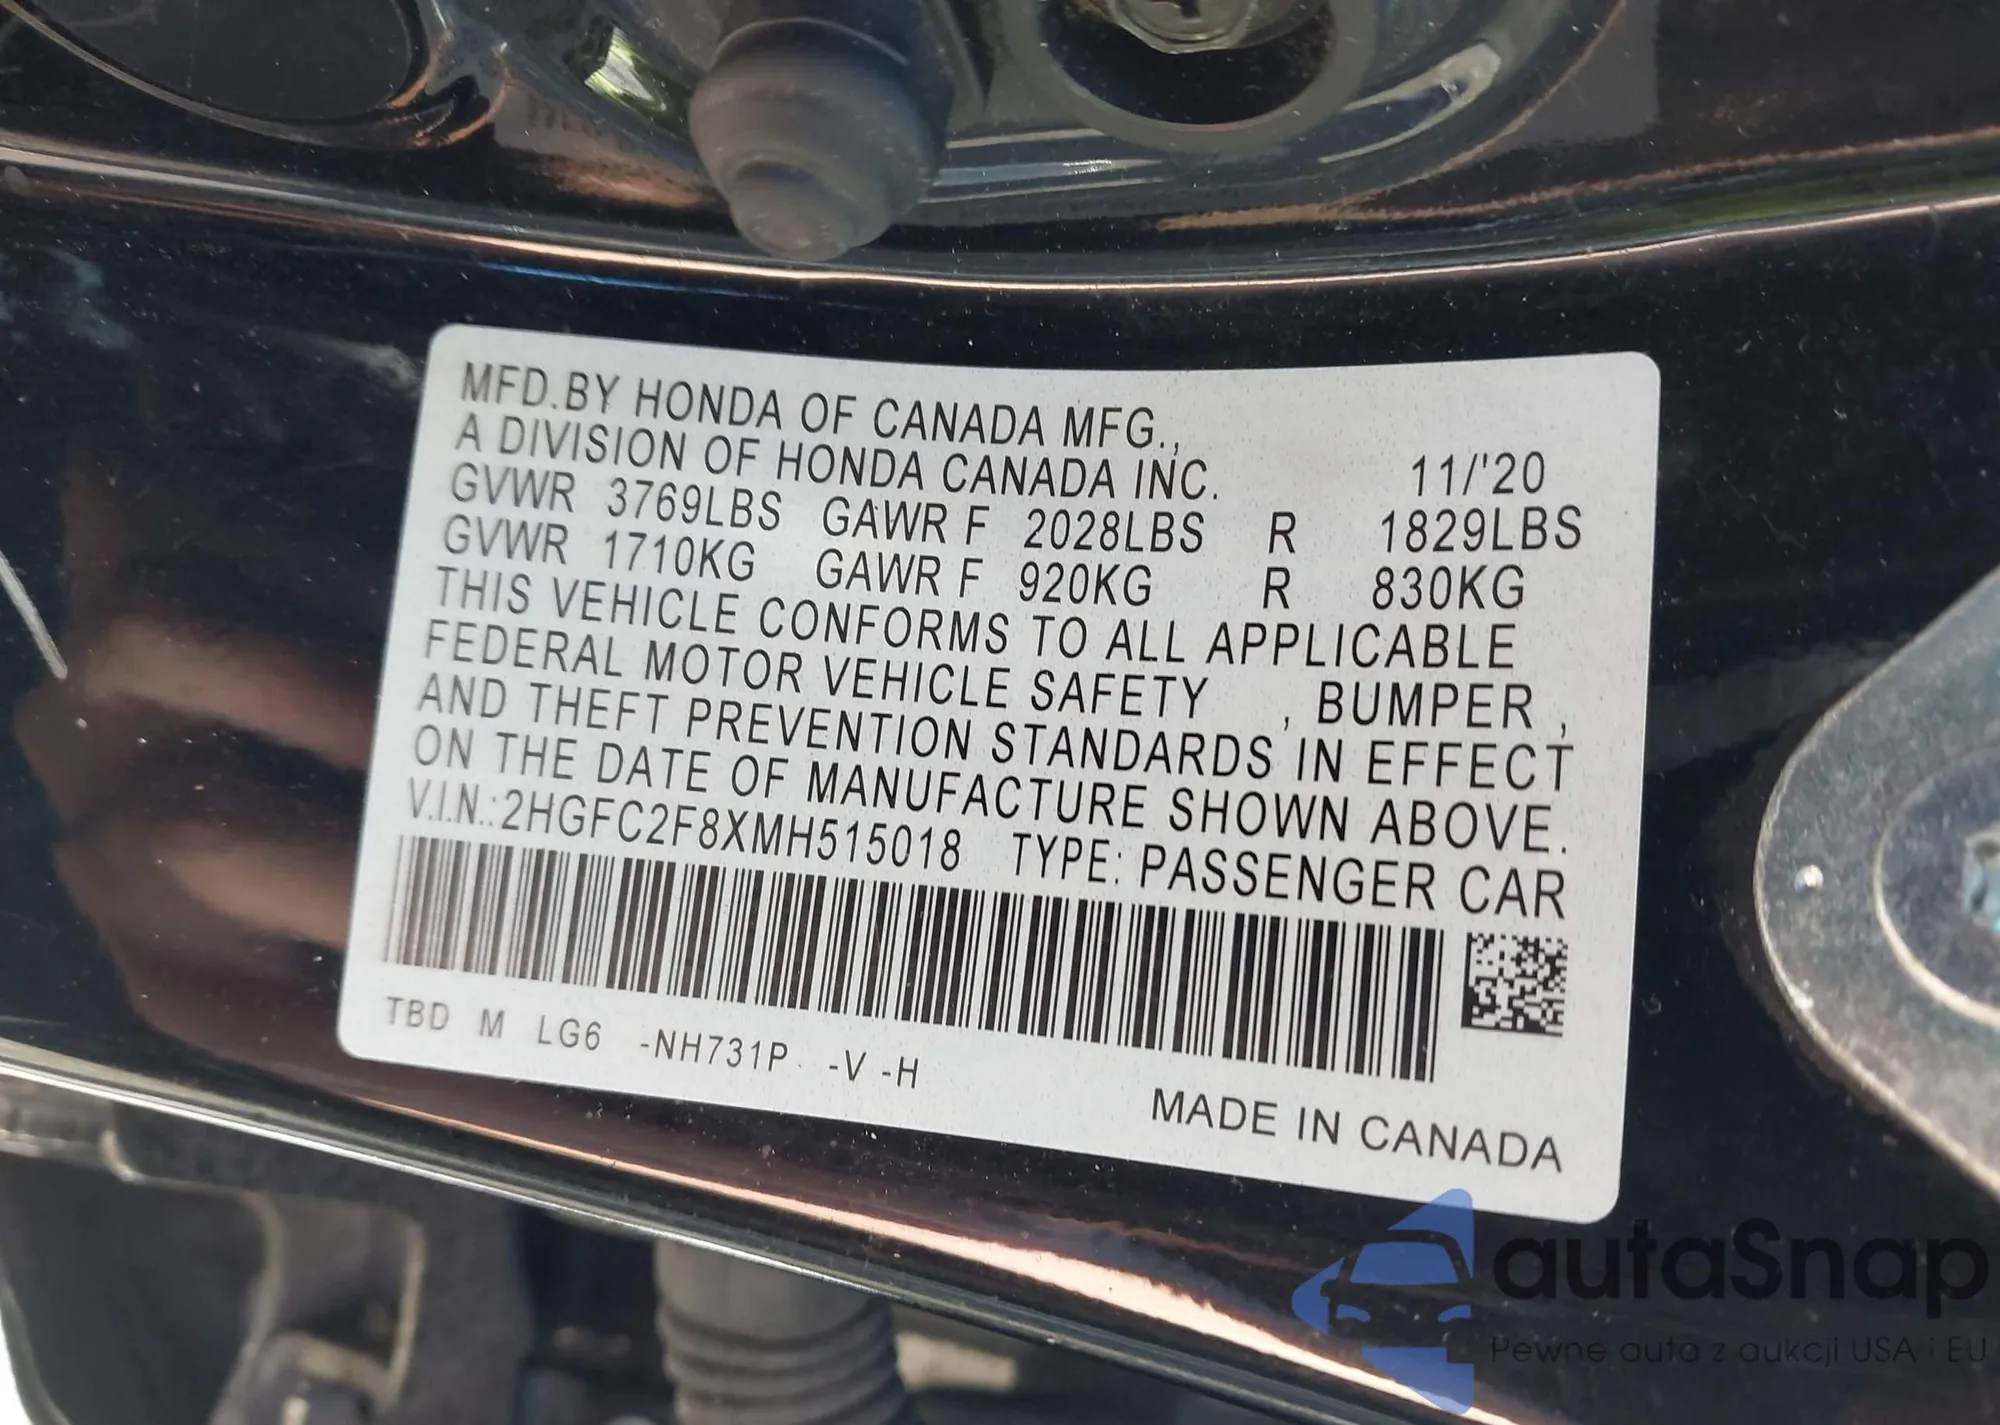 MFD.BY HONDA OF CANADA MFG.,
A DIVISION OF HONDA CANADA INC. 11/'20
GVWR 3769LBS GAWR F 2028LBS R 1829LBS
GVWR 1710KG GAWR F 920KG R 830KG
THIS VEHICLE CONFORMS TO ALL APPLICABLE
FEDERAL MOTOR VEHICLE SAFETY , BUMPER ,
AND THEFT PREVENTION STANDARDS IN EFFECT
ON THE DATE OF MANUFACTURE SHOWN ABOVE.
V.I.N.:2HGFC2F8XMH515018 TYPE: PASSENGER CAR
TBD M LG6 -NH731P -V -H
MADE IN CANADA
autaSnap
Pewne auta z aukcji USA i EU